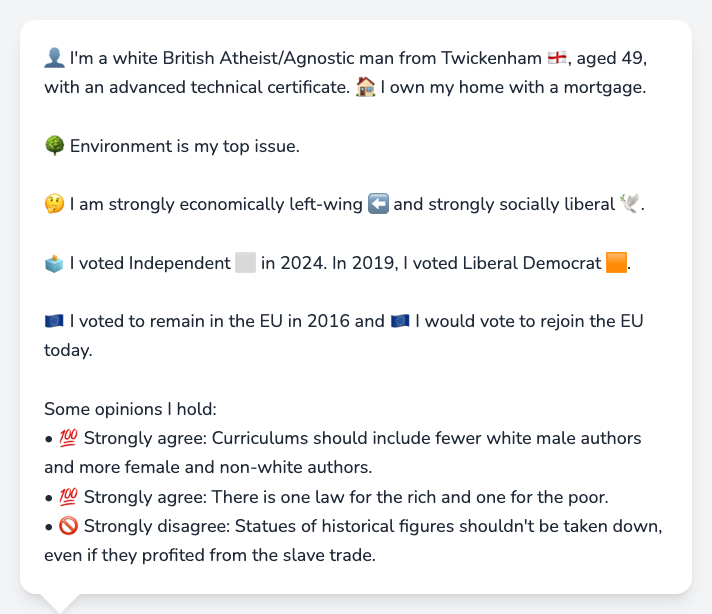 👤 I'm a white British Atheist/Agnostic man from Twickenham 🏴󠁧󠁢󠁥󠁮󠁧󠁿, aged 49,
with an advanced technical certificate. 🏠 I own my home with a mortgage.
🌳 Environment is my top issue.
🤔 I am strongly economically left-wing ⬅️ and strongly socially liberal 🕊️.
🗳️ I voted Independent ⬜ in 2024. In 2019, I voted Liberal Democrat 🟧.
🇪🇺 I voted to remain in the EU in 2016 and 🇪🇺 I would vote to rejoin the EU
today.
Some opinions I hold:
• 💯 Strongly agree: Curriculums should include fewer white male authors
and more female and non-white authors.
• 💯 Strongly agree: There is one law for the rich and one for the poor.
• 🚫 Strongly disagree: Statues of historical figures shouldn't be taken down,
even if they profited from the slave trade.